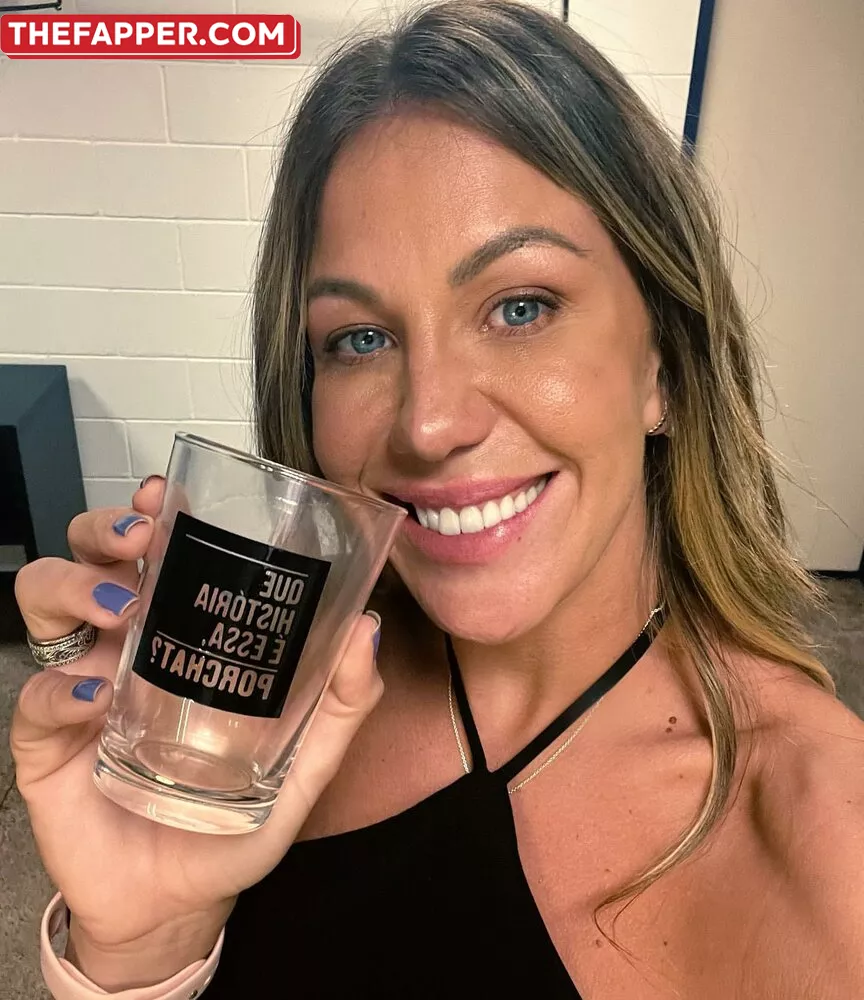 THEFAPPER.COM
QUE
HISTÓRIA
É ESSA,
PORCHAT?